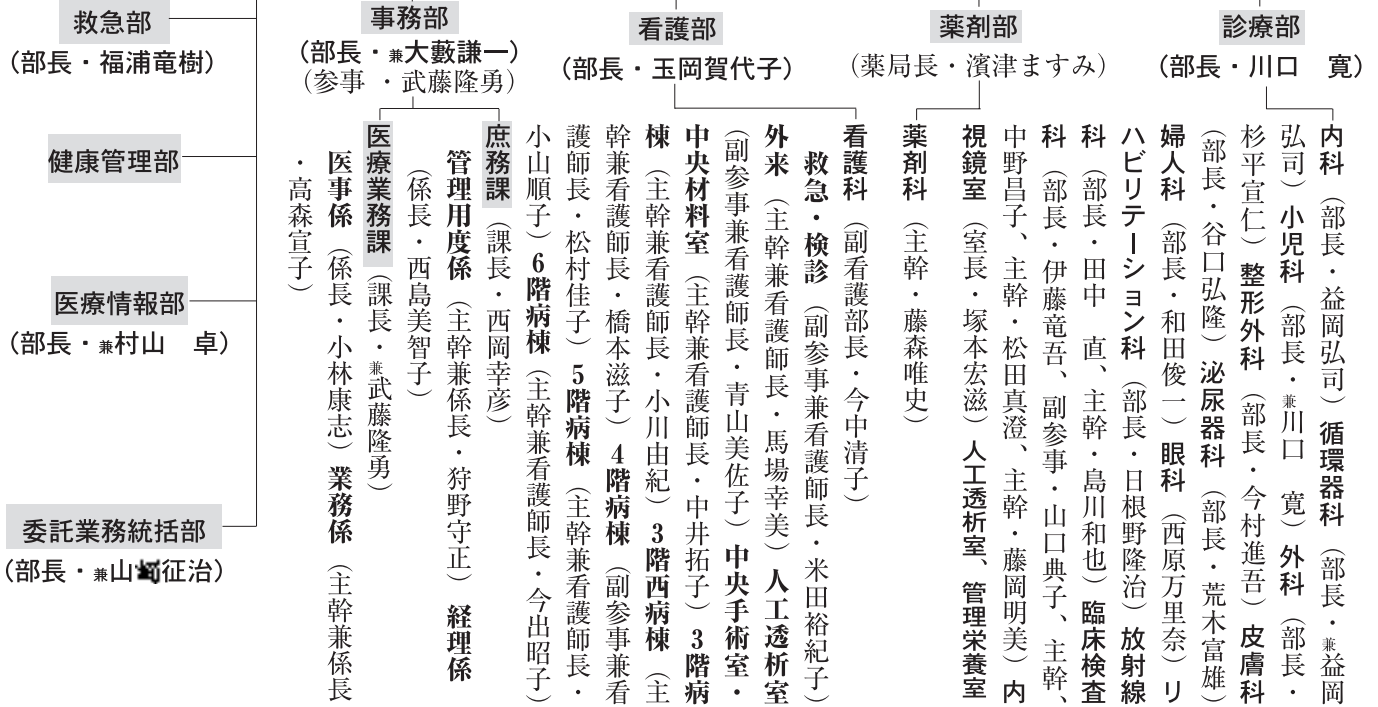 診療部
（部長・川口　寛）
内科（部長・益岡弘司）循環器科（部長・兼益岡
弘司）小児科（部長・兼川口　寛）外科（部長・
杉平宣仁）整形外科（部長・今村進吾）皮膚科
（部長・谷口弘隆）泌尿器科（部長・荒木富雄）
婦人科（部長・和田俊一）眼科（西原万里奈）リ
ハビリテーション科（部長・日根野隆治）放射線
科（部長・田中　直、主幹・島川和也）臨床検査
科（部長・伊藤竜吾、副参事・山口典子、主幹、
中野昌子、主幹・松田真澄、主幹・藤岡明美）内
視鏡室（室長・塚本宏滋）人工透析室、管理栄養室
薬剤部
（薬局長・濱津ますみ）
薬剤科（主幹・藤森唯史）
看護部
（部長・玉岡賀代子）
看護科（副看護部長・今中清子）
救急・検診（副参事兼看護師長・米田裕紀子）
外来（主幹兼看護師長・馬場幸美）人工透析室
（副参事兼看護師長・青山美佐子）中央手術室・
中央材料室（主幹兼看護師長・中井拓子）3階病
棟（主幹兼看護師長・小川由紀）3階西病棟（主
幹兼看護師長・橋本滋子）4階病棟（副参事兼看
護師長・松村佳子）5階病棟（主幹兼看護師長・
小山順子）6階病棟（主幹兼看護師長・今出昭子）
事務部
（部長・兼大藪謙一）
（参事・武藤隆勇）
庶務課（課長・西岡幸彦）
管理用度係（主幹兼係長・狩野守正）経理係
（係長・西島美智子）
医療業務課（課長・兼武藤隆勇）
医事係（係長・小林康志）業務係（主幹兼係長
・高森宣子）
救急部
（部長・福浦竜樹）
健康管理部
医療情報部
（部長・兼村山　卓）
委託業務統括部
（部長・兼山征治）